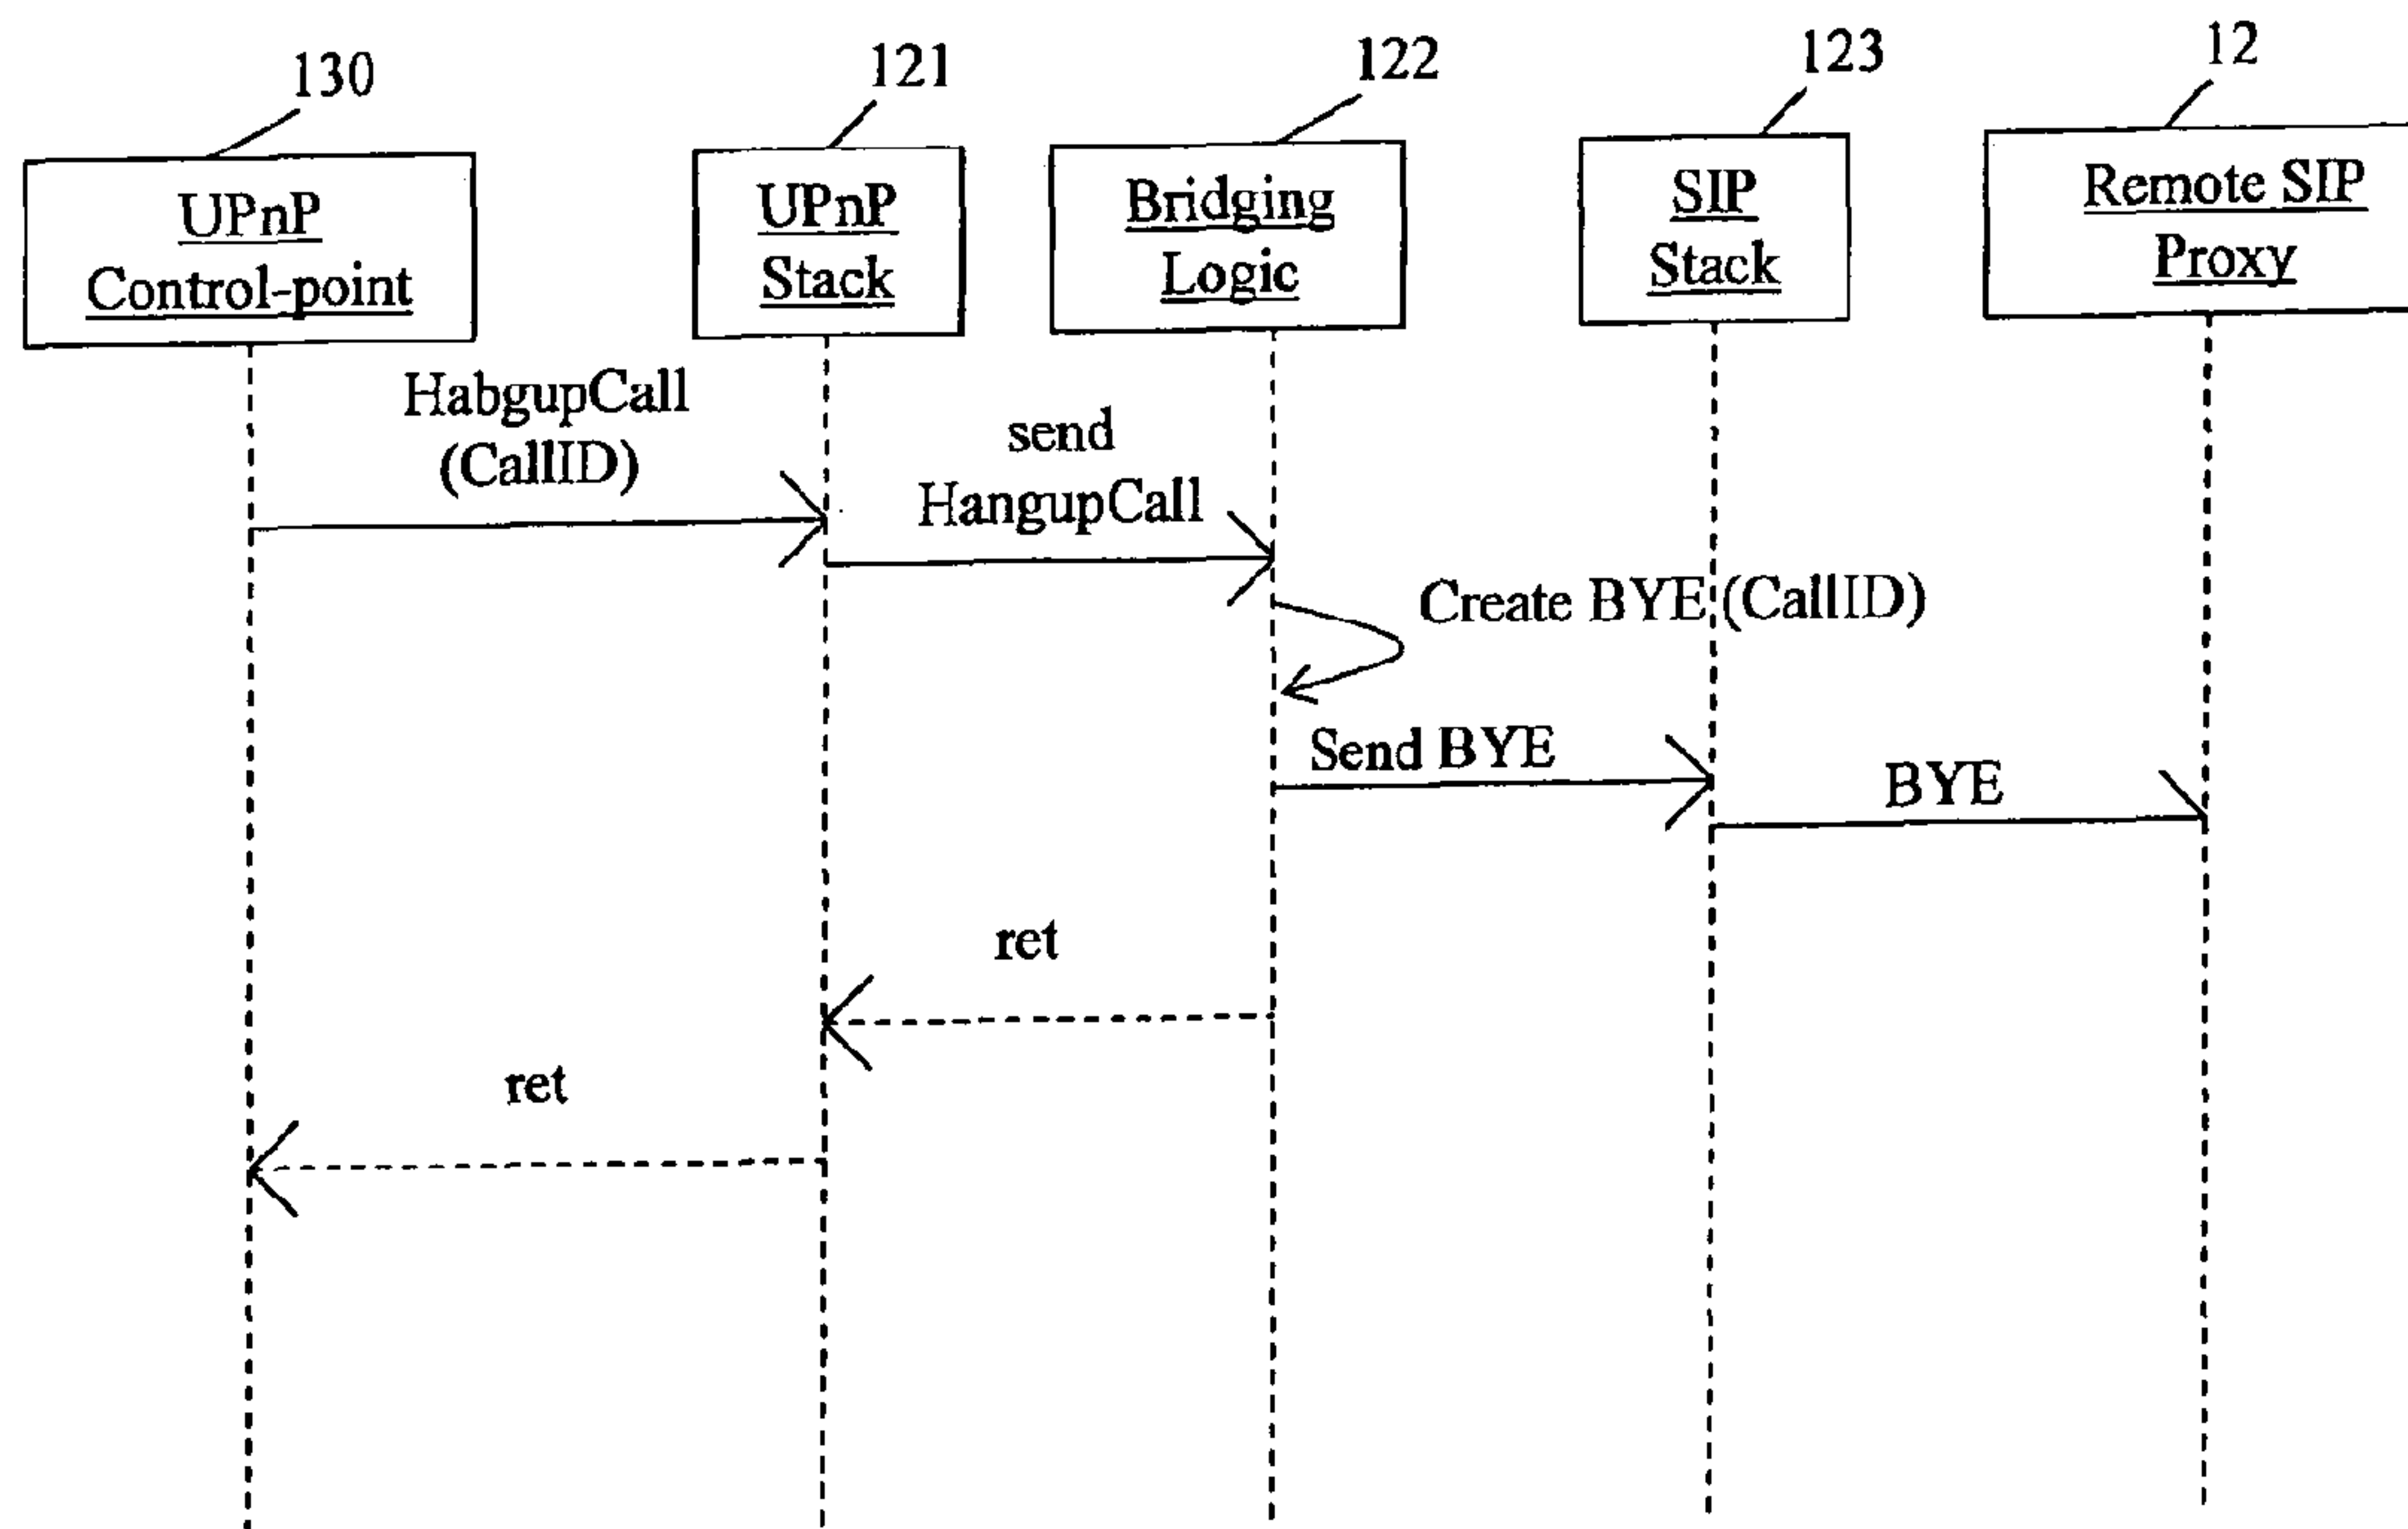 130
121
122
123
12
UPnP
Control-point
UPnP
Stack
Bridging
Logic
SIP
Stack
Remote SIP
Proxy
HabgupCall
(CallID)
send
HangupCall
Create BYE (CallID)
Send BYE
BYE
ret
ret